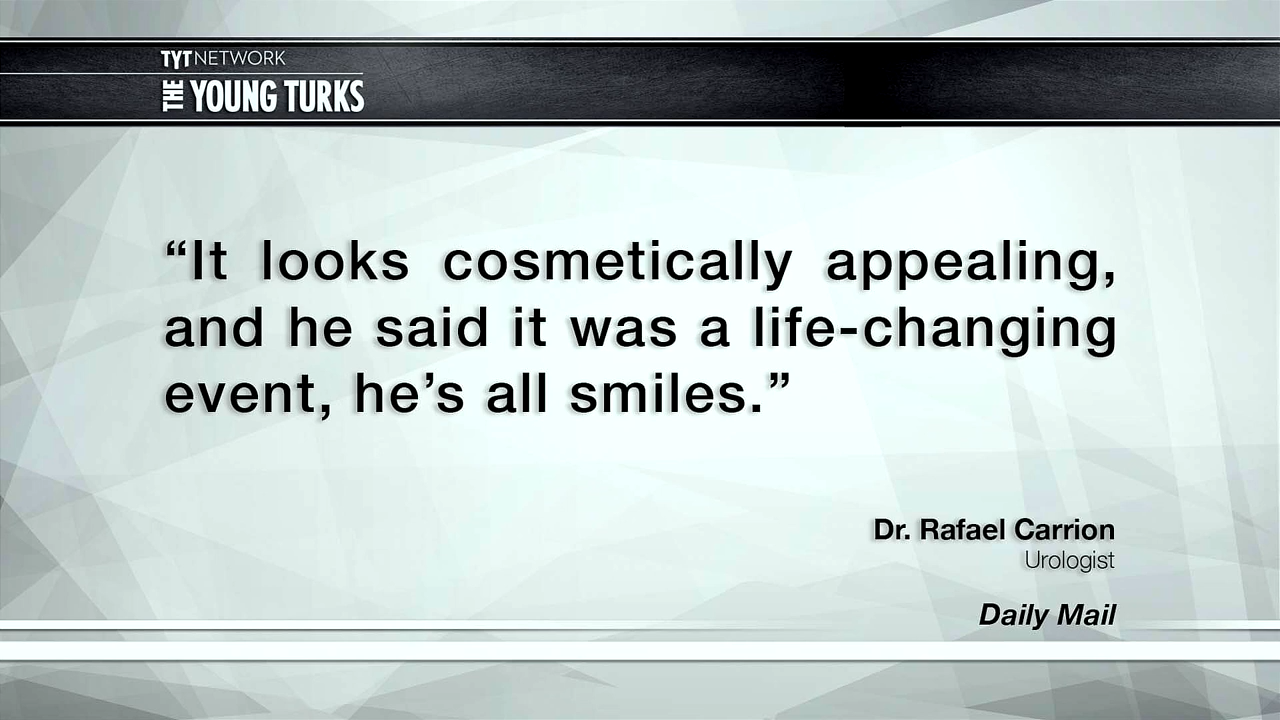 TYT NETWORK
THE YOUNG TURKS
“It looks cosmetically appealing,
and he said it was a life-changing
event, he’s all smiles.”
Dr. Rafael Carrion
Urologist
Daily Mail